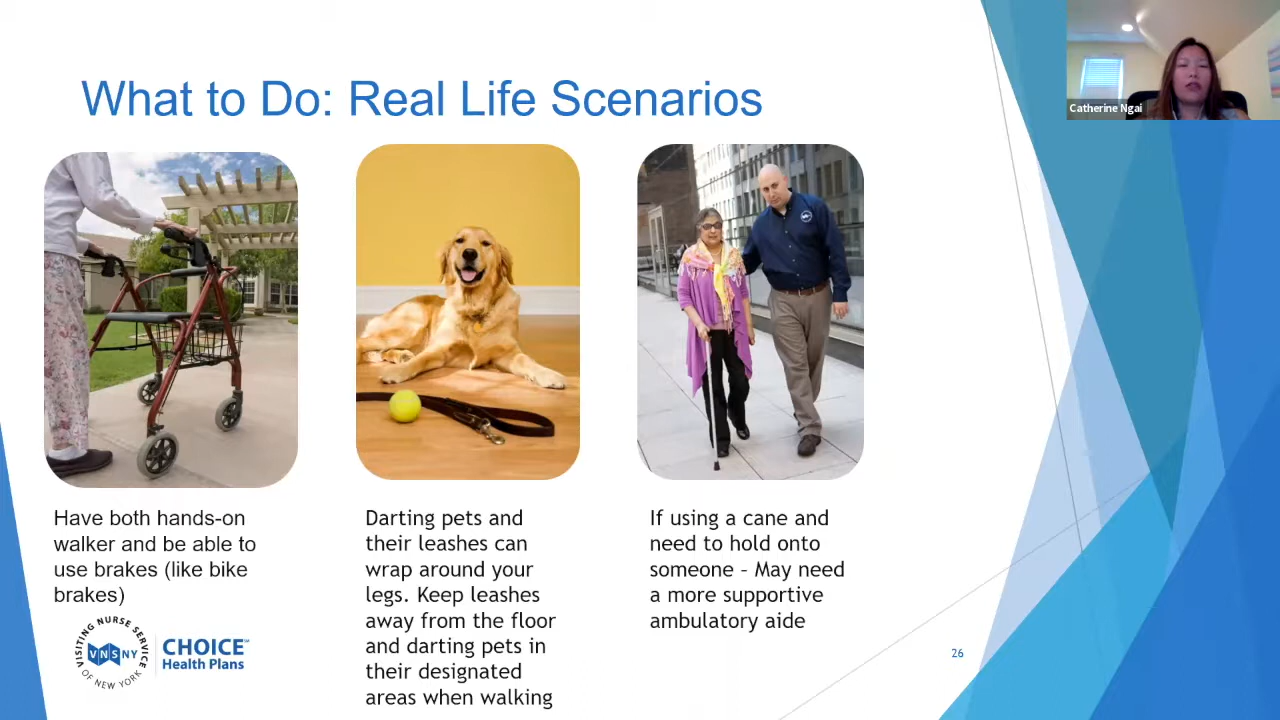 What to Do: Real Life Scenarios
Catherine Ngai
Have both hands-on
walker and be able to
use brakes (like bike
brakes)
Darting pets and
their leashes can
wrap around your
legs. Keep leashes
away from the floor
and darting pets in
their designated
areas when walking
If using a cane and
need to hold onto
someone – May need
a more supportive
ambulatory aide
VISITING NURSE SERVICE
OF NEW YORK
VNSNY
CHOICE℠
Health Plans
26